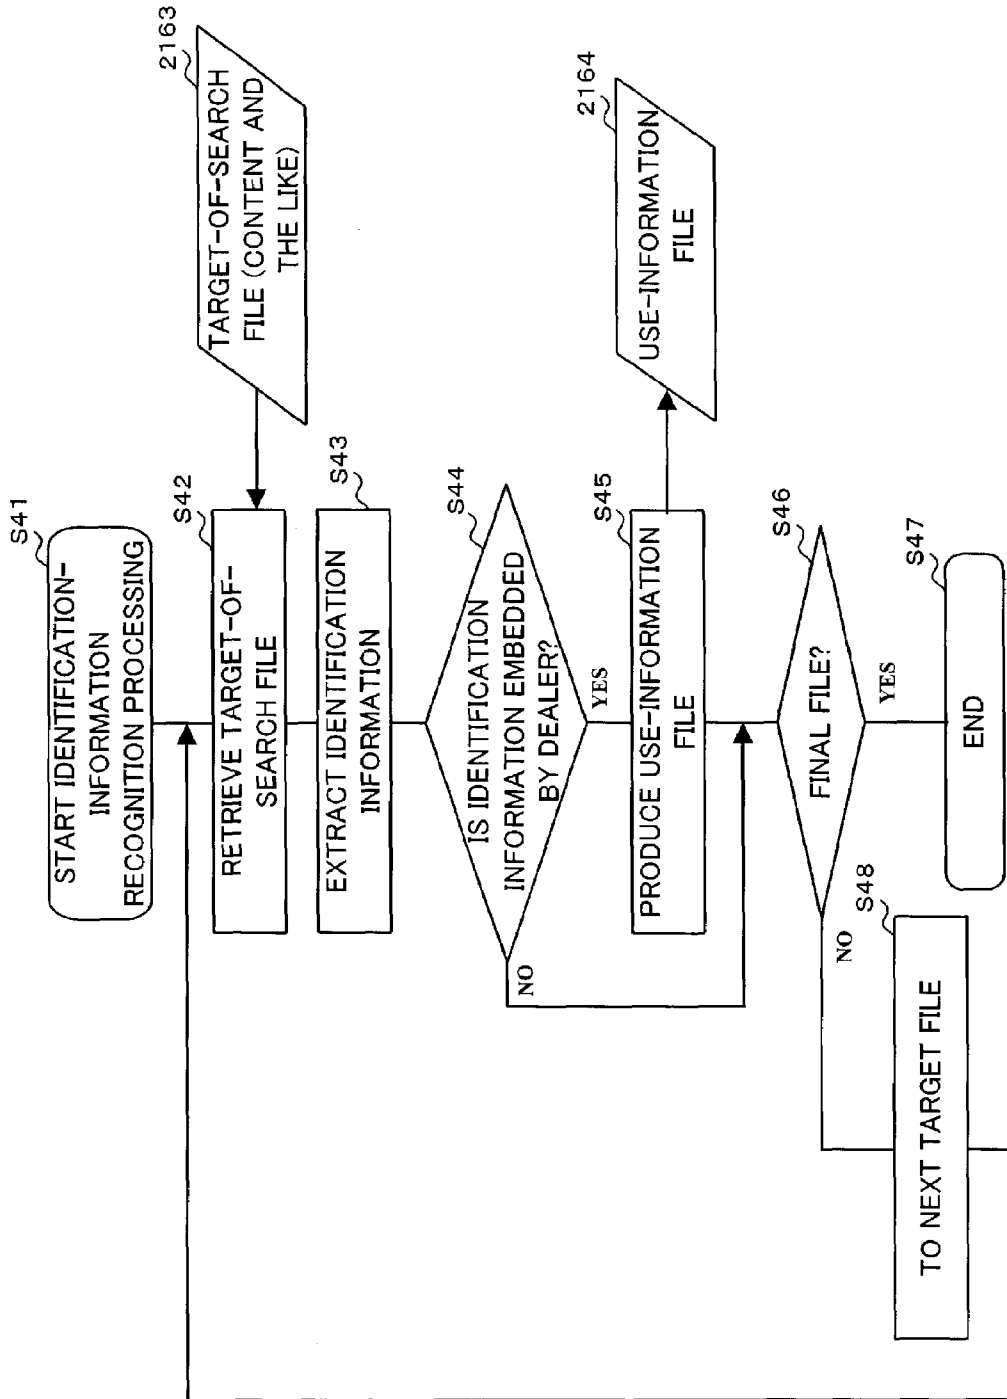 S41
START IDENTIFICATION-
INFORMATION
RECOGNITION PROCESSING
S42
RETRIEVE TARGET-OF-
SEARCH FILE
2163
TARGET-OF-SEARCH
FILE (CONTENT AND
THE LIKE)
S43
EXTRACT IDENTIFICATION
INFORMATION
S44
IS IDENTIFICATION
INFORMATION EMBEDDED
BY DEALER?
NO
YES
S45
PRODUCE USE-INFORMATION
FILE
2164
USE-INFORMATION
FILE
S46
FINAL FILE?
NO
YES
S48
TO NEXT TARGET FILE
S47
END